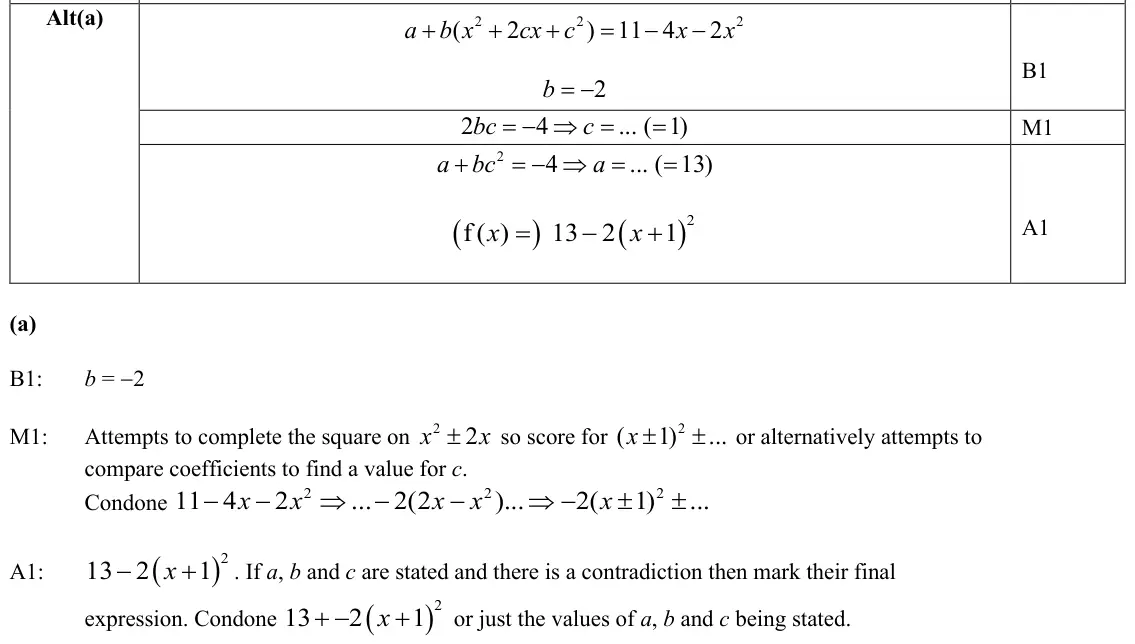 Alt(a)
a + b(x² + 2cx + c²) = 11 − 4x − 2x²
b = −2
B1
2bc = −4 ⇒ c = ... (= 1)
M1
a + bc² = −4 ⇒ a = ... (= 13)
(f(x) =) 13 − 2(x + 1)²
A1
(a)
B1: b = −2
M1: Attempts to complete the square on x² ± 2x so score for (x ± 1)² ± ... or alternatively attempts to
compare coefficients to find a value for c.
Condone 11 − 4x − 2x² ⇒ ... − 2(2x − x²)... ⇒ −2(x ± 1)² ± ...
A1: 13 − 2(x + 1)². If a, b and c are stated and there is a contradiction then mark their final
expression. Condone 13 + −2(x + 1)² or just the values of a, b and c being stated.